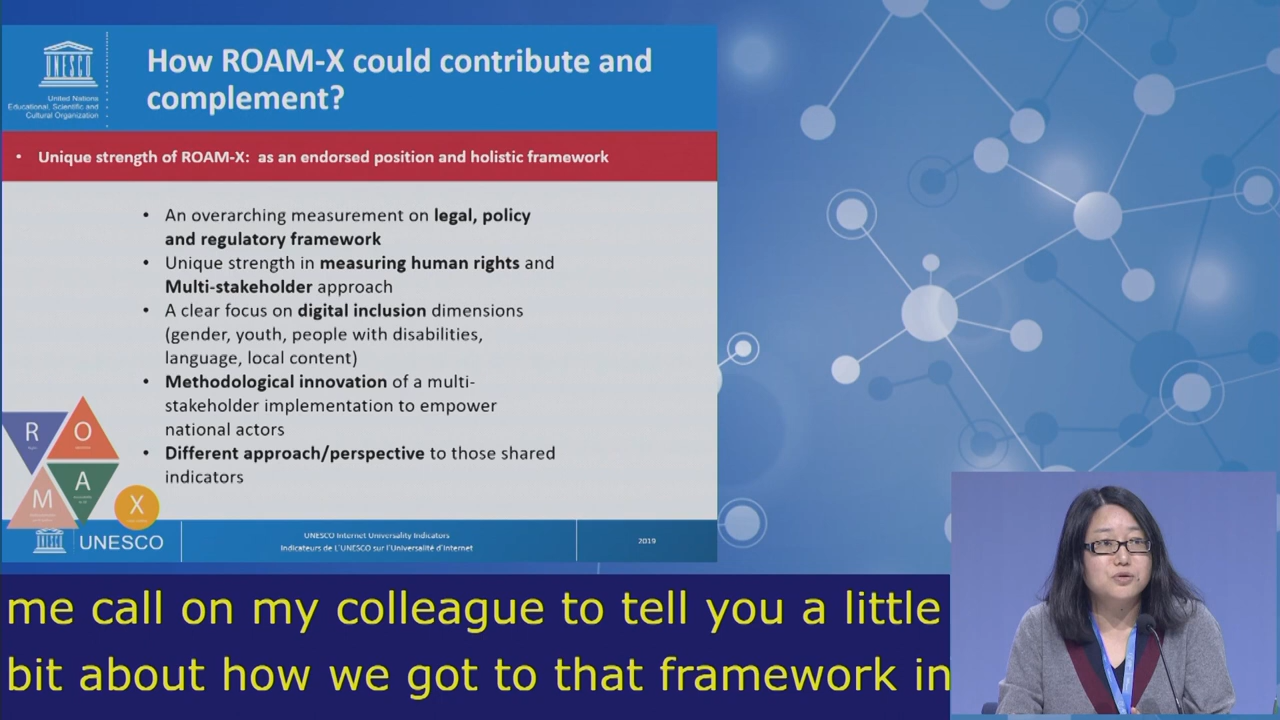 UNESCO
United Nations
Educational, Scientific and
Cultural Organization
How ROAM-X could contribute and
complement?
• Unique strength of ROAM-X: as an endorsed position and holistic framework
• An overarching measurement on legal, policy
and regulatory framework
• Unique strength in measuring human rights and
Multi-stakeholder approach
• A clear focus on digital inclusion dimensions
(gender, youth, people with disabilities,
language, local content)
• Methodological innovation of a multi-
stakeholder implementation to empower
national actors
• Different approach/perspective to those shared
indicators
R
O
A
M
X
UNESCO
UNESCO Internet Universality Indicators
Indicateurs de L'UNESCO sur l'Universalité d'Internet
2019
me call on my colleague to tell you a little
bit about how we got to that framework in